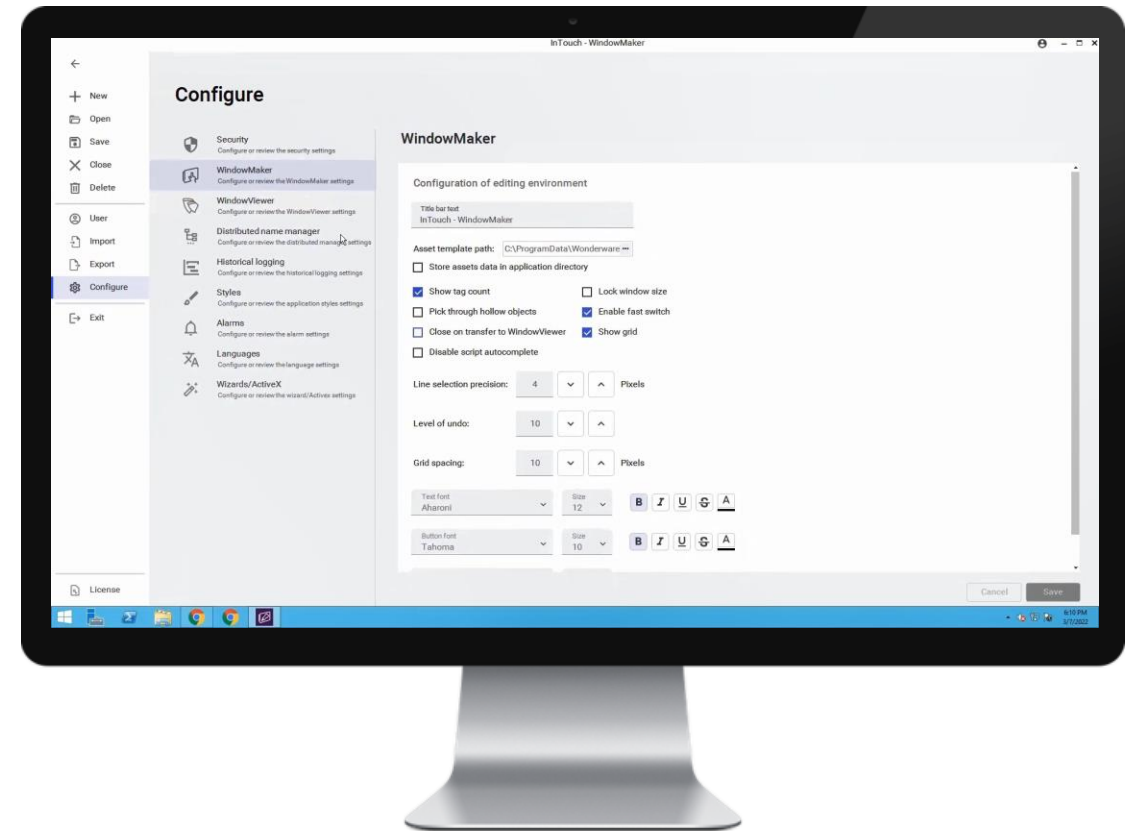 InTouch - WindowMaker
New
Open
Save
Close
Delete
User
Import
Export
Configure
Exit
License
Configure
Security
Configure or review the security settings
WindowMaker
Configure or review the WindowMaker settings
WindowViewer
Configure or review the WindowViewer settings
Distributed name manager
Configure or review the distributed manager settings
Historical logging
Configure or review the historical logging settings
Styles
Configure or review the application styles settings
Alarms
Configure or review the alarm settings
Languages
Configure or review the language settings
Wizards/ActiveX
Configure or review the wizard/Activex settings
WindowMaker
Configuration of editing environment
Title bar text
InTouch - WindowMaker
Asset template path: C:\ProgramData\Wonderware
Store assets data in application directory
Show tag count Lock window size
Pick through hollow objects Enable fast switch
Close on transfer to WindowViewer Show grid
Disable script autocomplete
Line selection precision: 4 Pixels
Level of undo: 10
Grid spacing: 10 Pixels
Text font Size
Aharoni 12 B I U S A
Button font Size
Tahoma 10 B I U S A
Cancel Save
6:10 PM
3/7/2022